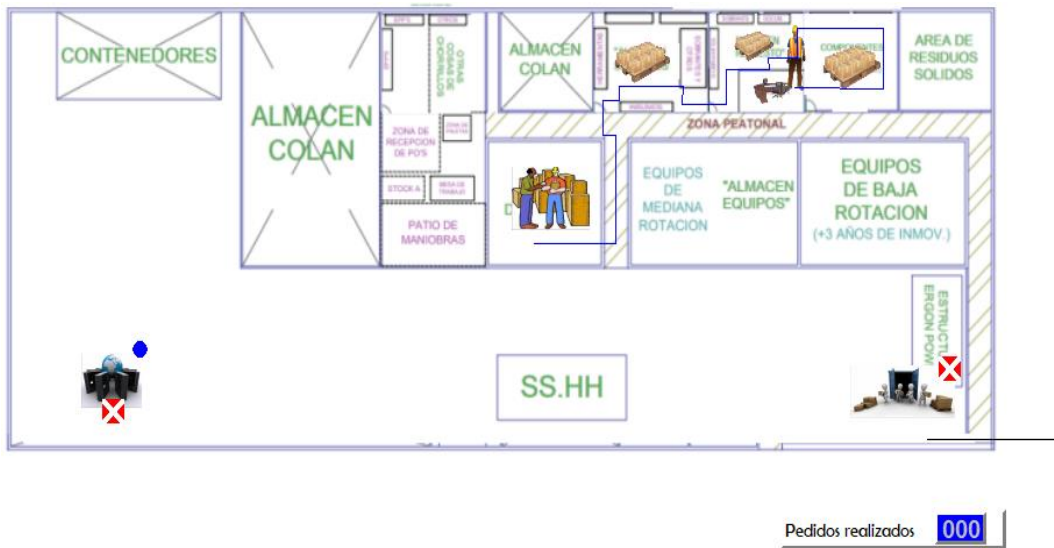 CONTENEDORES
ALMACEN
COLAN
OTRAS
COSAS DE
CHORRILLOS
ZONA DE
RECEPCION
DE PO'S
STOCK A
MESA DE
TRABAJO
PATIO DE
MANIOBRAS
ALMACEN
COLAN
COMPONENTES
AREA DE
RESIDUOS
SOLIDOS
ZONA PEATONAL
EQUIPOS
DE
MEDIANA
ROTACION
"ALMACEN
EQUIPOS"
EQUIPOS
DE BAJA
ROTACION
(+3 AÑOS DE INMOV.)
ESTRUCTU
ERGON POW
SS.HH
Pedidos realizados 000